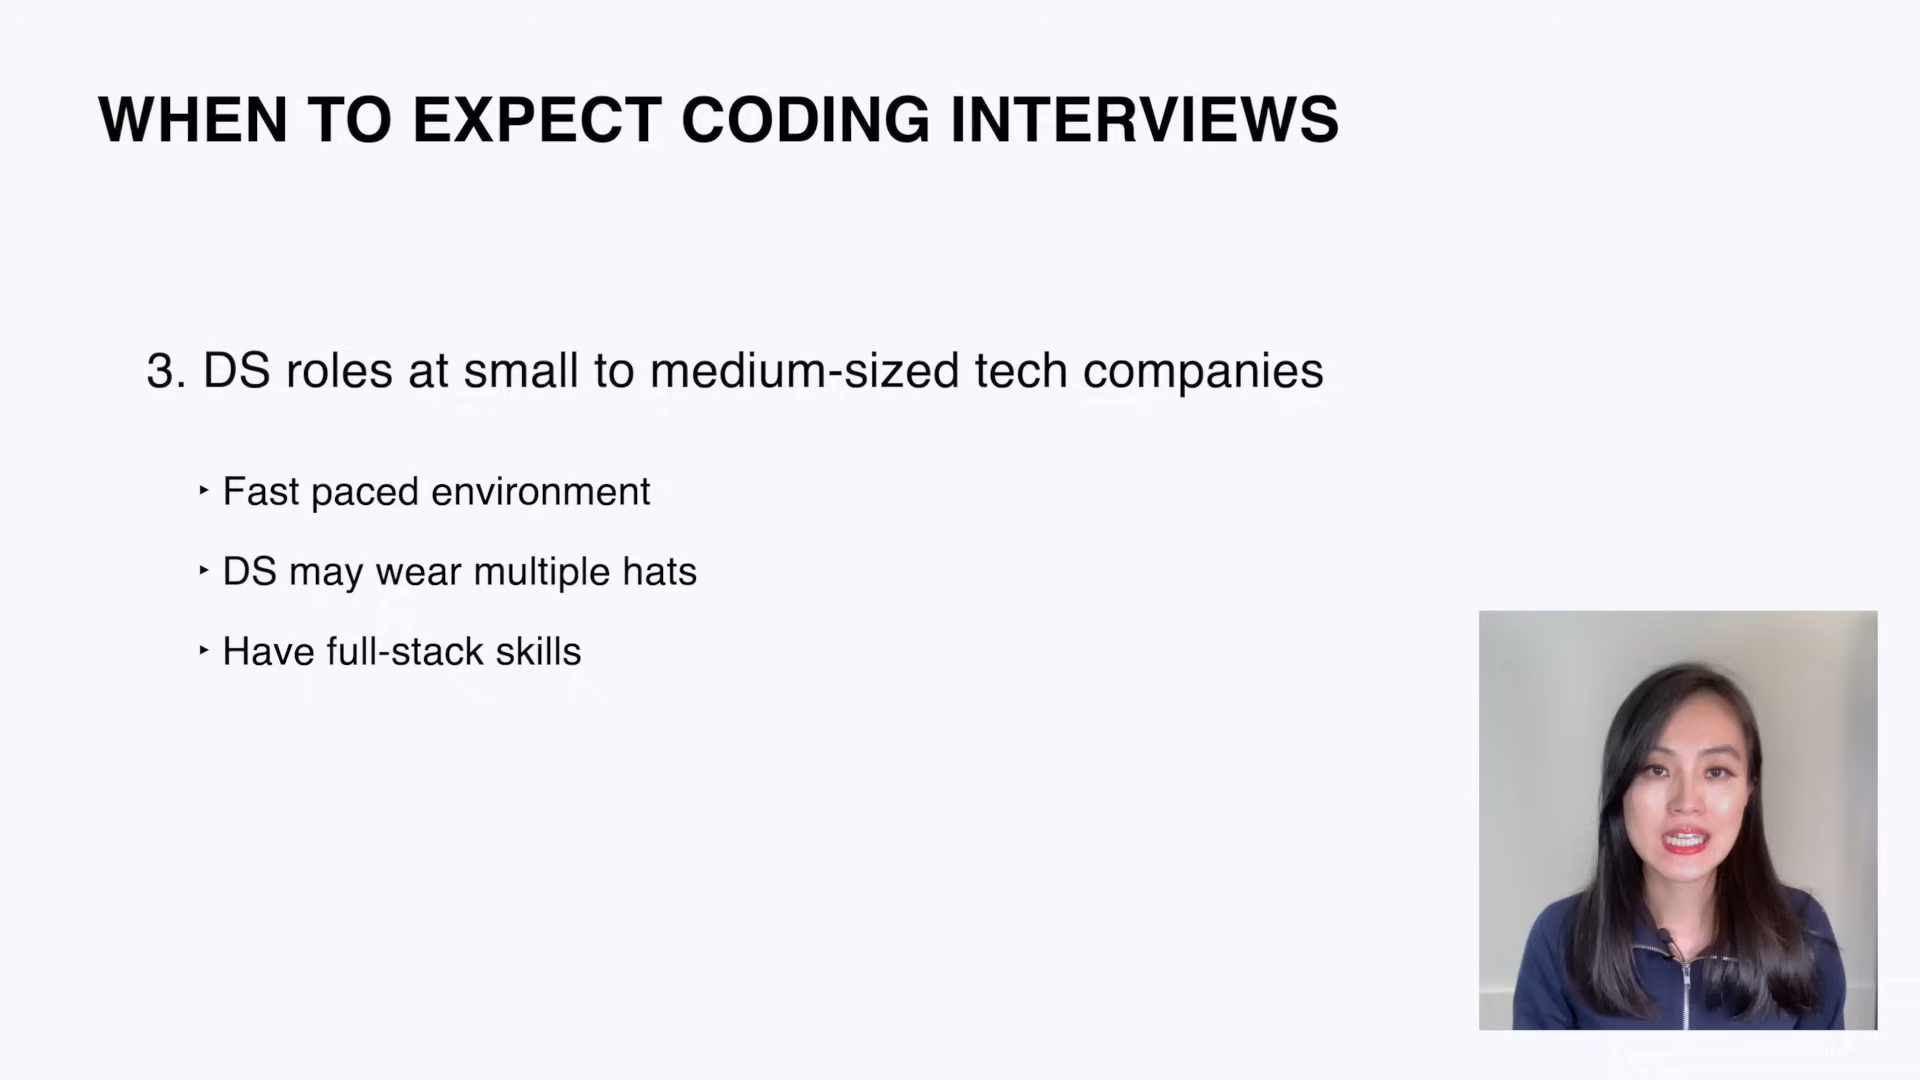 WHEN TO EXPECT CODING INTERVIEWS
3. DS roles at small to medium-sized tech companies
‣ Fast paced environment
‣ DS may wear multiple hats
‣ Have full-stack skills